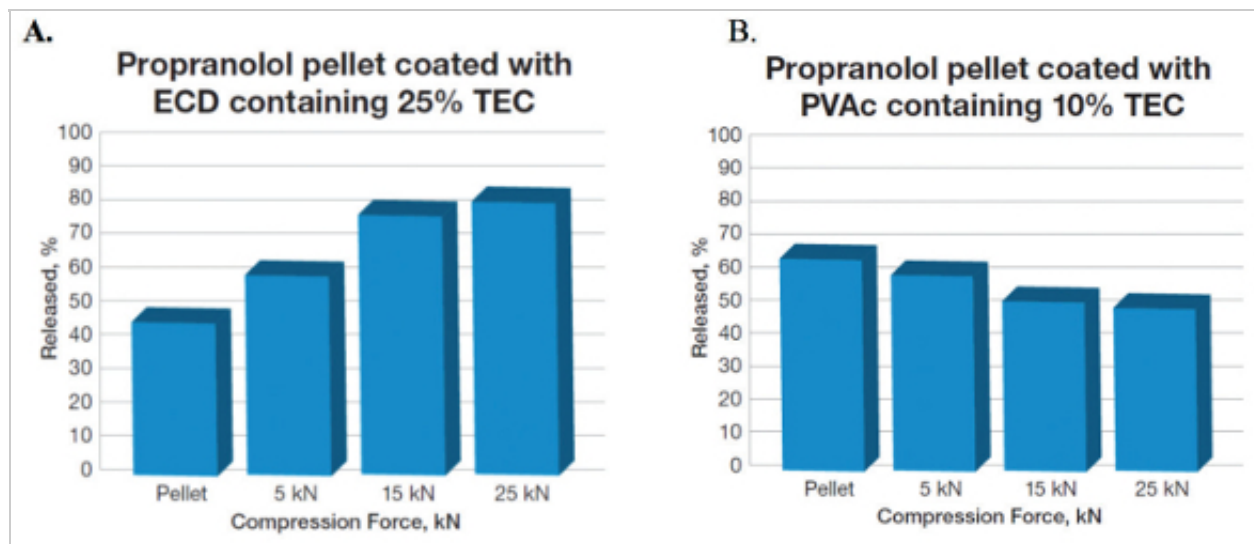 A.
Propranolol pellet coated with
ECD containing 25% TEC
100
90
80
70
60
50
40
30
20
10
0
Released, %
Pellet 5 kN 15 kN 25 kN
Compression Force, kN
B.
Propranolol pellet coated with
PVAc containing 10% TEC
100
90
80
70
60
50
40
30
20
10
0
Released, %
Pellet 5 kN 15 kN 25 kN
Compression Force, kN